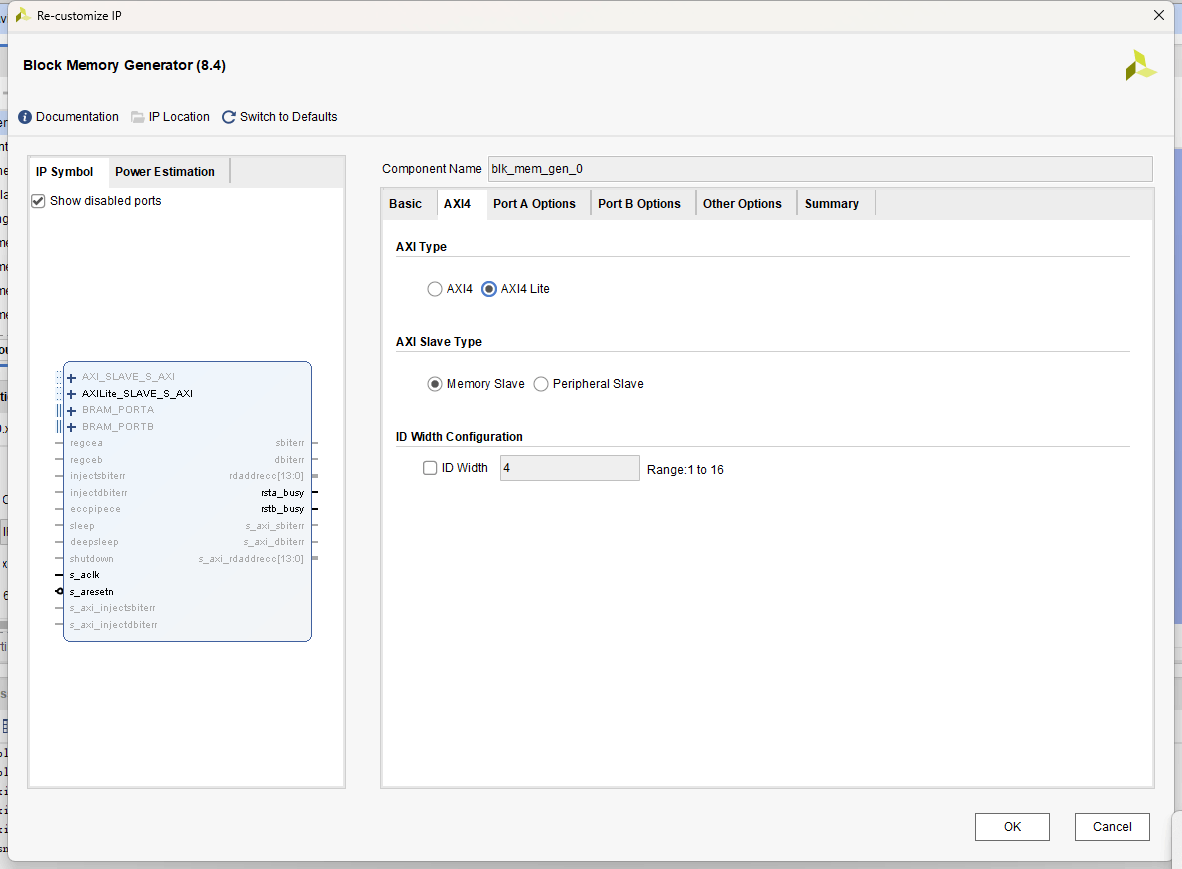 Re-customize IP
Block Memory Generator (8.4)
Documentation IP Location Switch to Defaults
IP Symbol Power Estimation
Show disabled ports
AXI_SLAVE_S_AXI
AXILite_SLAVE_S_AXI
BRAM_PORTA
BRAM_PORTB
regcea sbiterr
regceb dbiterr
injectsbiterr rdaddrecc[13:0]
injectdbiterr rsta_busy
eccpipece rstb_busy
sleep s_axi_sbiterr
deepsleep s_axi_dbiterr
shutdown s_axi_rdaddrecc[13:0]
s_aclk
s_aresetn
s_axi_injectsbiterr
s_axi_injectdbiterr
Component Name blk_mem_gen_0
Basic AXI4 Port A Options Port B Options Other Options Summary
AXI Type
AXI4 AXI4 Lite
AXI Slave Type
Memory Slave Peripheral Slave
ID Width Configuration
ID Width 4 Range:1 to 16
OK Cancel